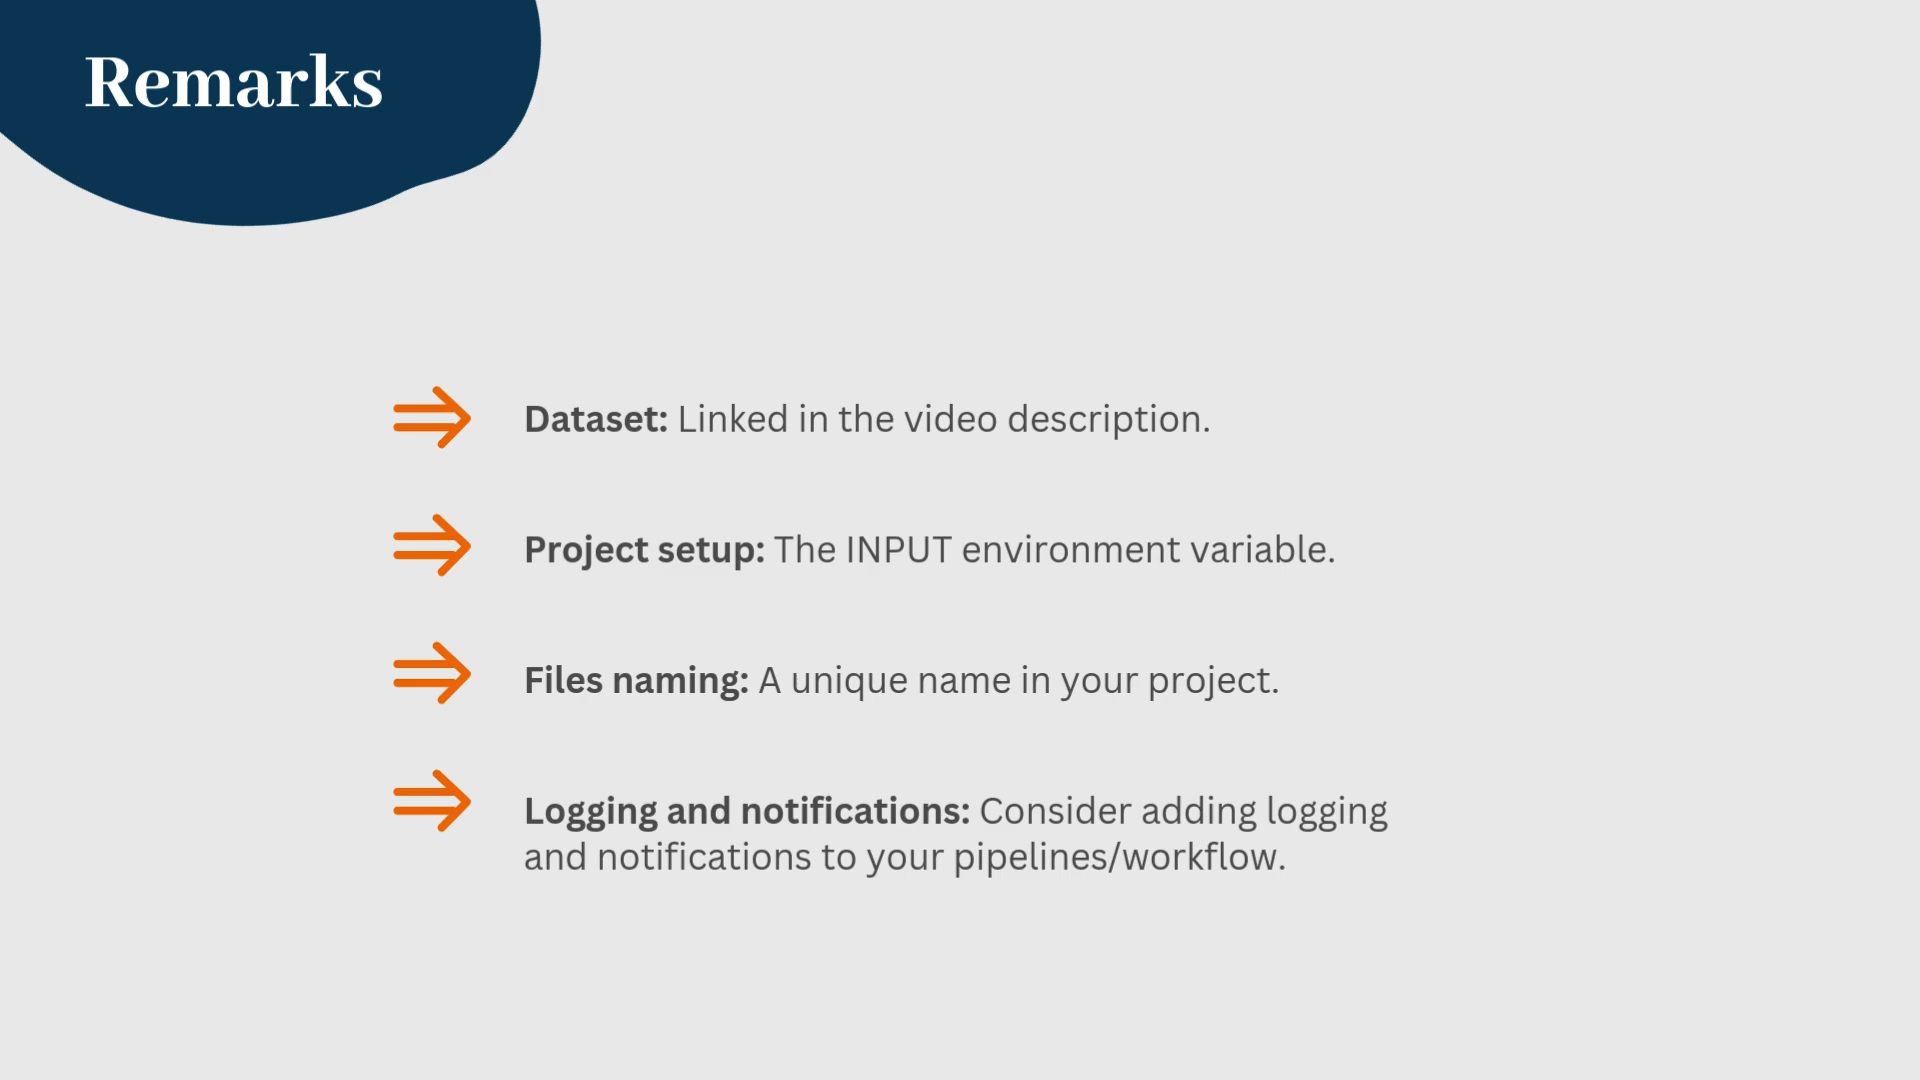 Remarks
Dataset: Linked in the video description.
Project setup: The INPUT environment variable.
Files naming: A unique name in your project.
Logging and notifications: Consider adding logging
and notifications to your pipelines/workflow.